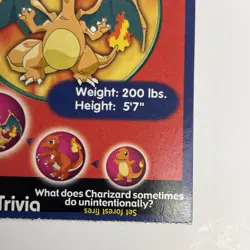 Weight: 200 lbs.
Height: 5'7"
Trivia
What does Charizard sometimes
do unintentionally?
Set forest fires